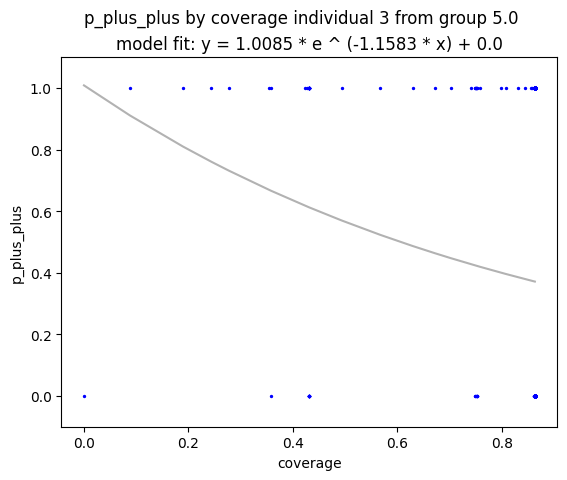 p_plus_plus by coverage individual 3 from group 5.0
model fit: y = 1.0085 * e ^ (-1.1583 * x) + 0.0
1.0
0.8
0.6
0.4
0.2
0.0
p_plus_plus
0.0 0.2 0.4 0.6 0.8
coverage